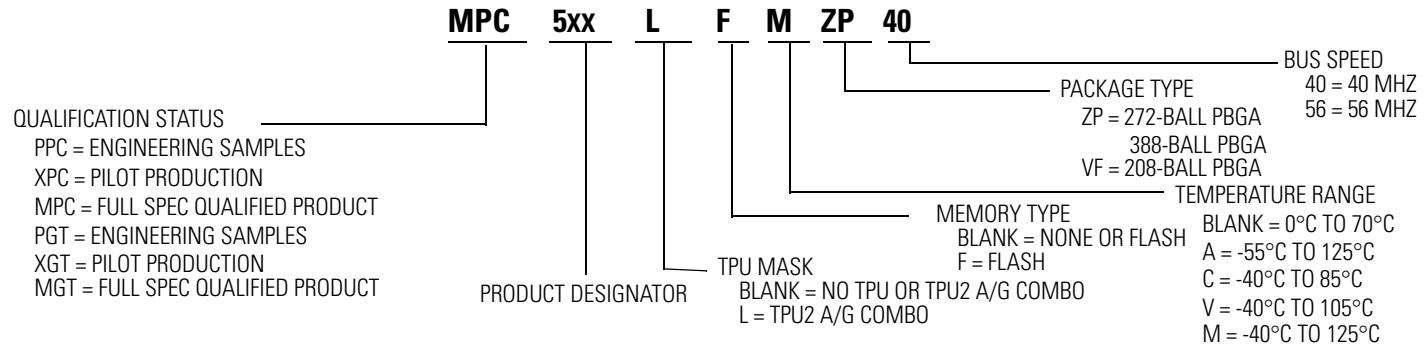 MPC 5xx L F M ZP 40
BUS SPEED
40 = 40 MHZ
56 = 56 MHZ
PACKAGE TYPE
ZP = 272-BALL PBGA
388-BALL PBGA
VF = 208-BALL PBGA
QUALIFICATION STATUS
PPC = ENGINEERING SAMPLES
XPC = PILOT PRODUCTION
MPC = FULL SPEC QUALIFIED PRODUCT
PGT = ENGINEERING SAMPLES
XGT = PILOT PRODUCTION
MGT = FULL SPEC QUALIFIED PRODUCT
PRODUCT DESIGNATOR
TPU MASK
BLANK = NO TPU OR TPU2 A/G COMBO
L = TPU2 A/G COMBO
MEMORY TYPE
BLANK = NONE OR FLASH
F = FLASH
TEMPERATURE RANGE
BLANK = 0°C TO 70°C
A = -55°C TO 125°C
C = -40°C TO 85°C
V = -40°C TO 105°C
M = -40°C TO 125°C